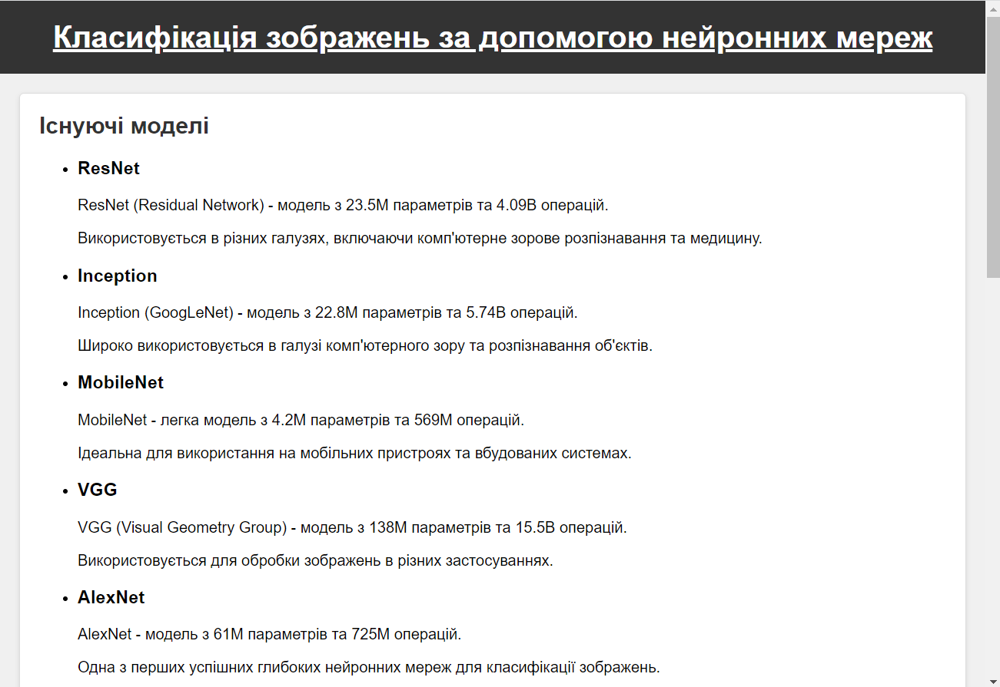 Класифікація зображень за допомогою нейронних мереж
Існуючі моделі
ResNet
ResNet (Residual Network) - модель з 23.5M параметрів та 4.09B операцій.
Використовується в різних галузях, включаючи комп'ютерне зорове розпізнавання та медицину.
Inception
Inception (GoogLeNet) - модель з 22.8M параметрів та 5.74B операцій.
Широко використовується в галузі комп'ютерного зору та розпізнавання об'єктів.
MobileNet
MobileNet - легка модель з 4.2M параметрів та 569M операцій.
Ідеальна для використання на мобільних пристроях та вбудованих системах.
VGG
VGG (Visual Geometry Group) - модель з 138M параметрів та 15.5B операцій.
Використовується для обробки зображень в різних застосуваннях.
AlexNet
AlexNet - модель з 61M параметрів та 725M операцій.
Одна з перших успішних глибоких нейронних мереж для класифікації зображень.